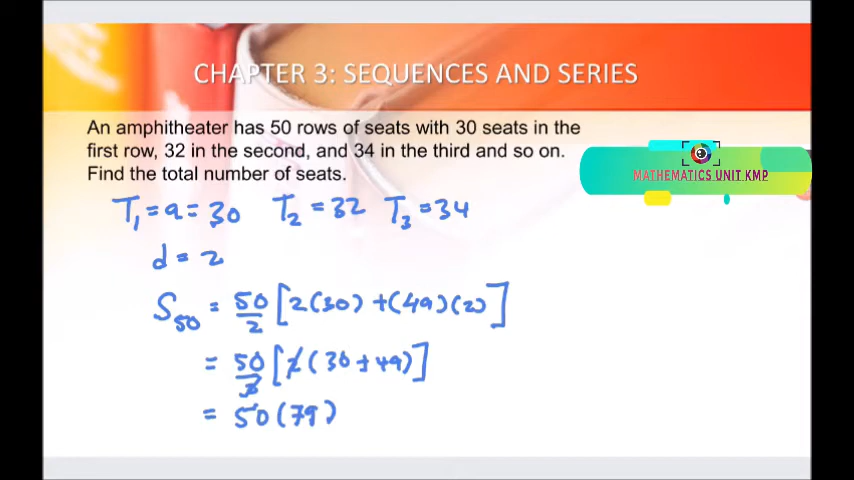 CHAPTER 3: SEQUENCES AND SERIES
An amphitheater has 50 rows of seats with 30 seats in the
first row, 32 in the second, and 34 in the third and so on.
Find the total number of seats.
MATHEMATICS UNIT KMP
T₁ = a = 30 T₂ = 32 T₃ = 34
d = 2
S₅₀ = 50/2 [2(30) + (49)(2)]
= 50/2 [2(30 + 49)]
= 50(79)